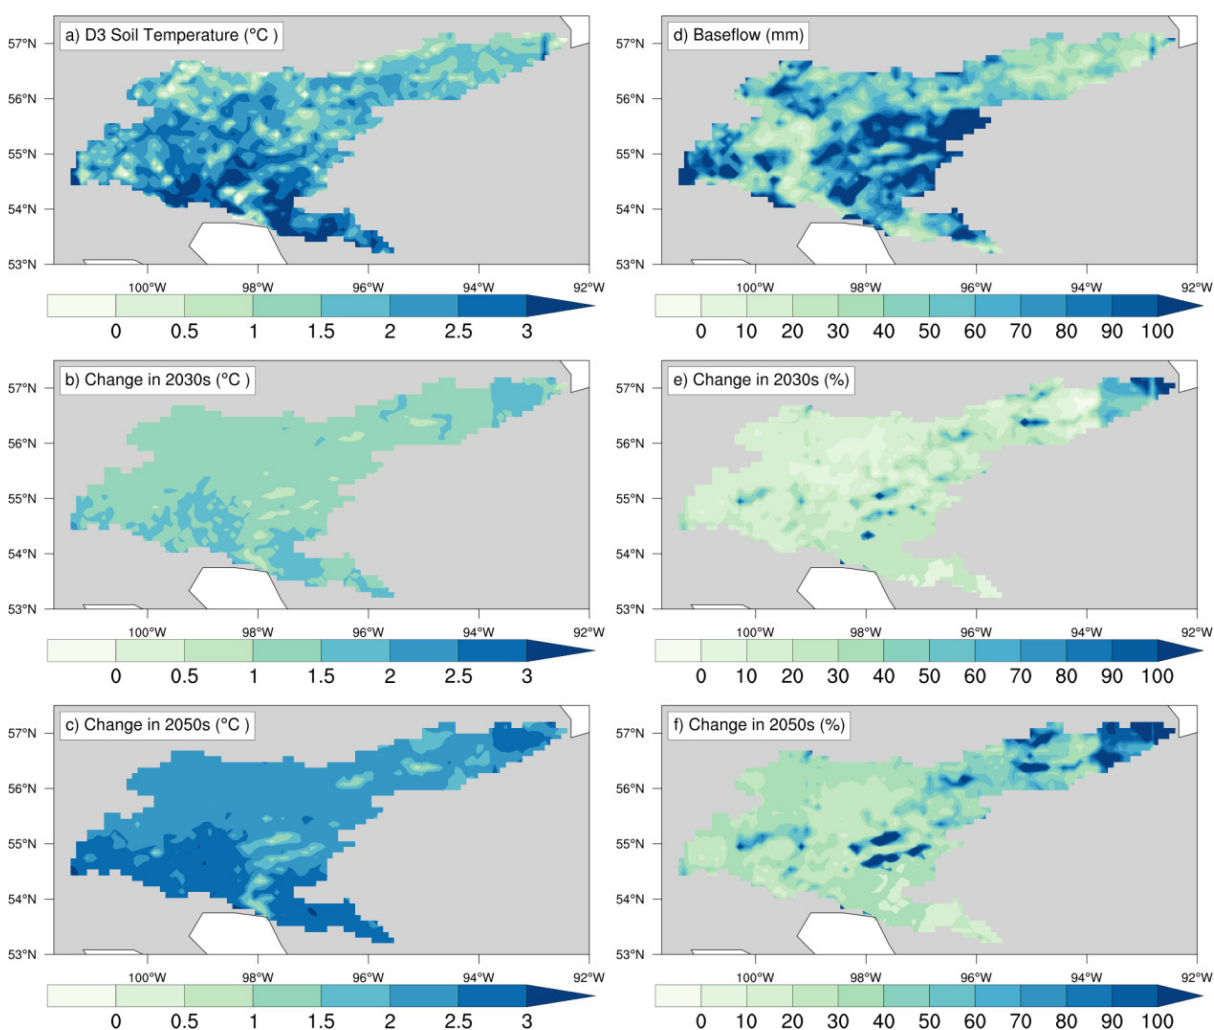 a) D3 Soil Temperature (°C )
57°N
56°N
55°N
54°N
53°N
100°W 98°W 96°W 94°W 92°W
0 0.5 1 1.5 2 2.5 3
d) Baseflow (mm)
57°N
56°N
55°N
54°N
53°N
100°W 98°W 96°W 94°W 92°W
0 10 20 30 40 50 60 70 80 90 100
b) Change in 2030s (°C )
57°N
56°N
55°N
54°N
53°N
100°W 98°W 96°W 94°W 92°W
0 0.5 1 1.5 2 2.5 3
e) Change in 2030s (%)
57°N
56°N
55°N
54°N
53°N
100°W 98°W 96°W 94°W 92°W
0 10 20 30 40 50 60 70 80 90 100
c) Change in 2050s (°C )
57°N
56°N
55°N
54°N
53°N
100°W 98°W 96°W 94°W 92°W
0 0.5 1 1.5 2 2.5 3
f) Change in 2050s (%)
57°N
56°N
55°N
54°N
53°N
100°W 98°W 96°W 94°W 92°W
0 10 20 30 40 50 60 70 80 90 100